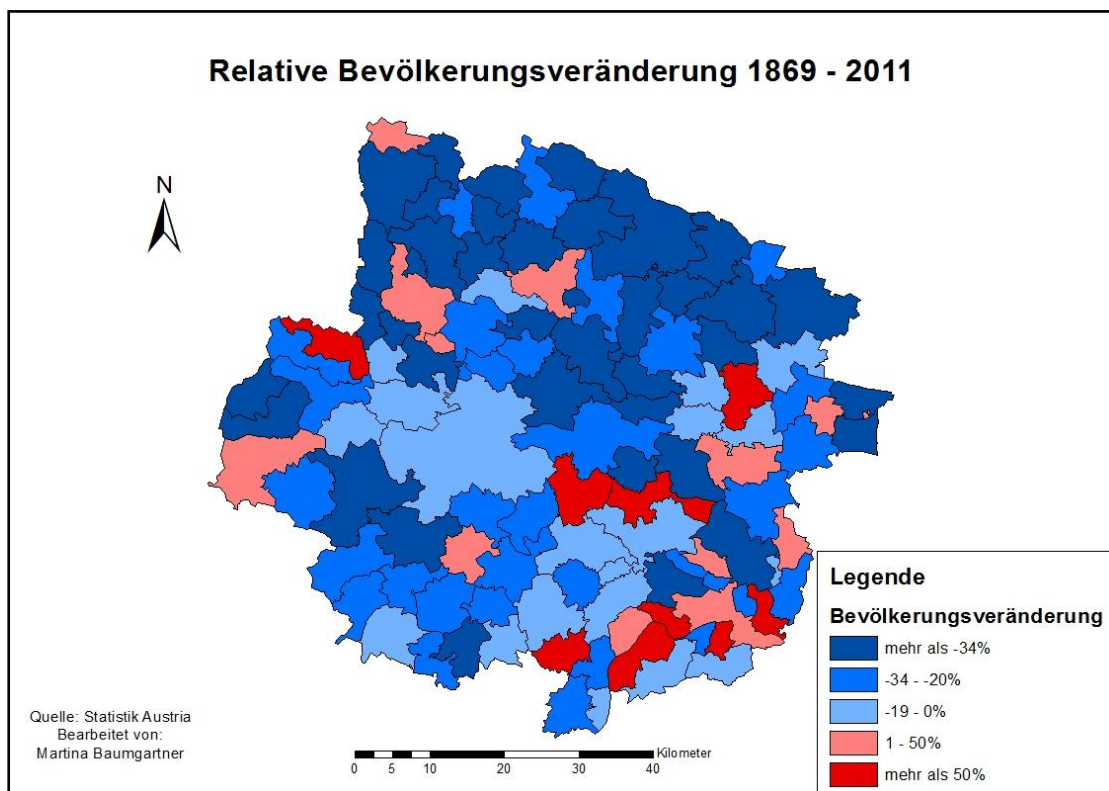 Relative Bevölkerungsveränderung 1869 - 2011
N
Legende
Bevölkerungsveränderung
mehr als -34%
-34 - -20%
-19 - 0%
1 - 50%
mehr als 50%
Quelle: Statistik Austria
Bearbeitet von:
Martina Baumgartner
Kilometer
0 5 10 20 30 40